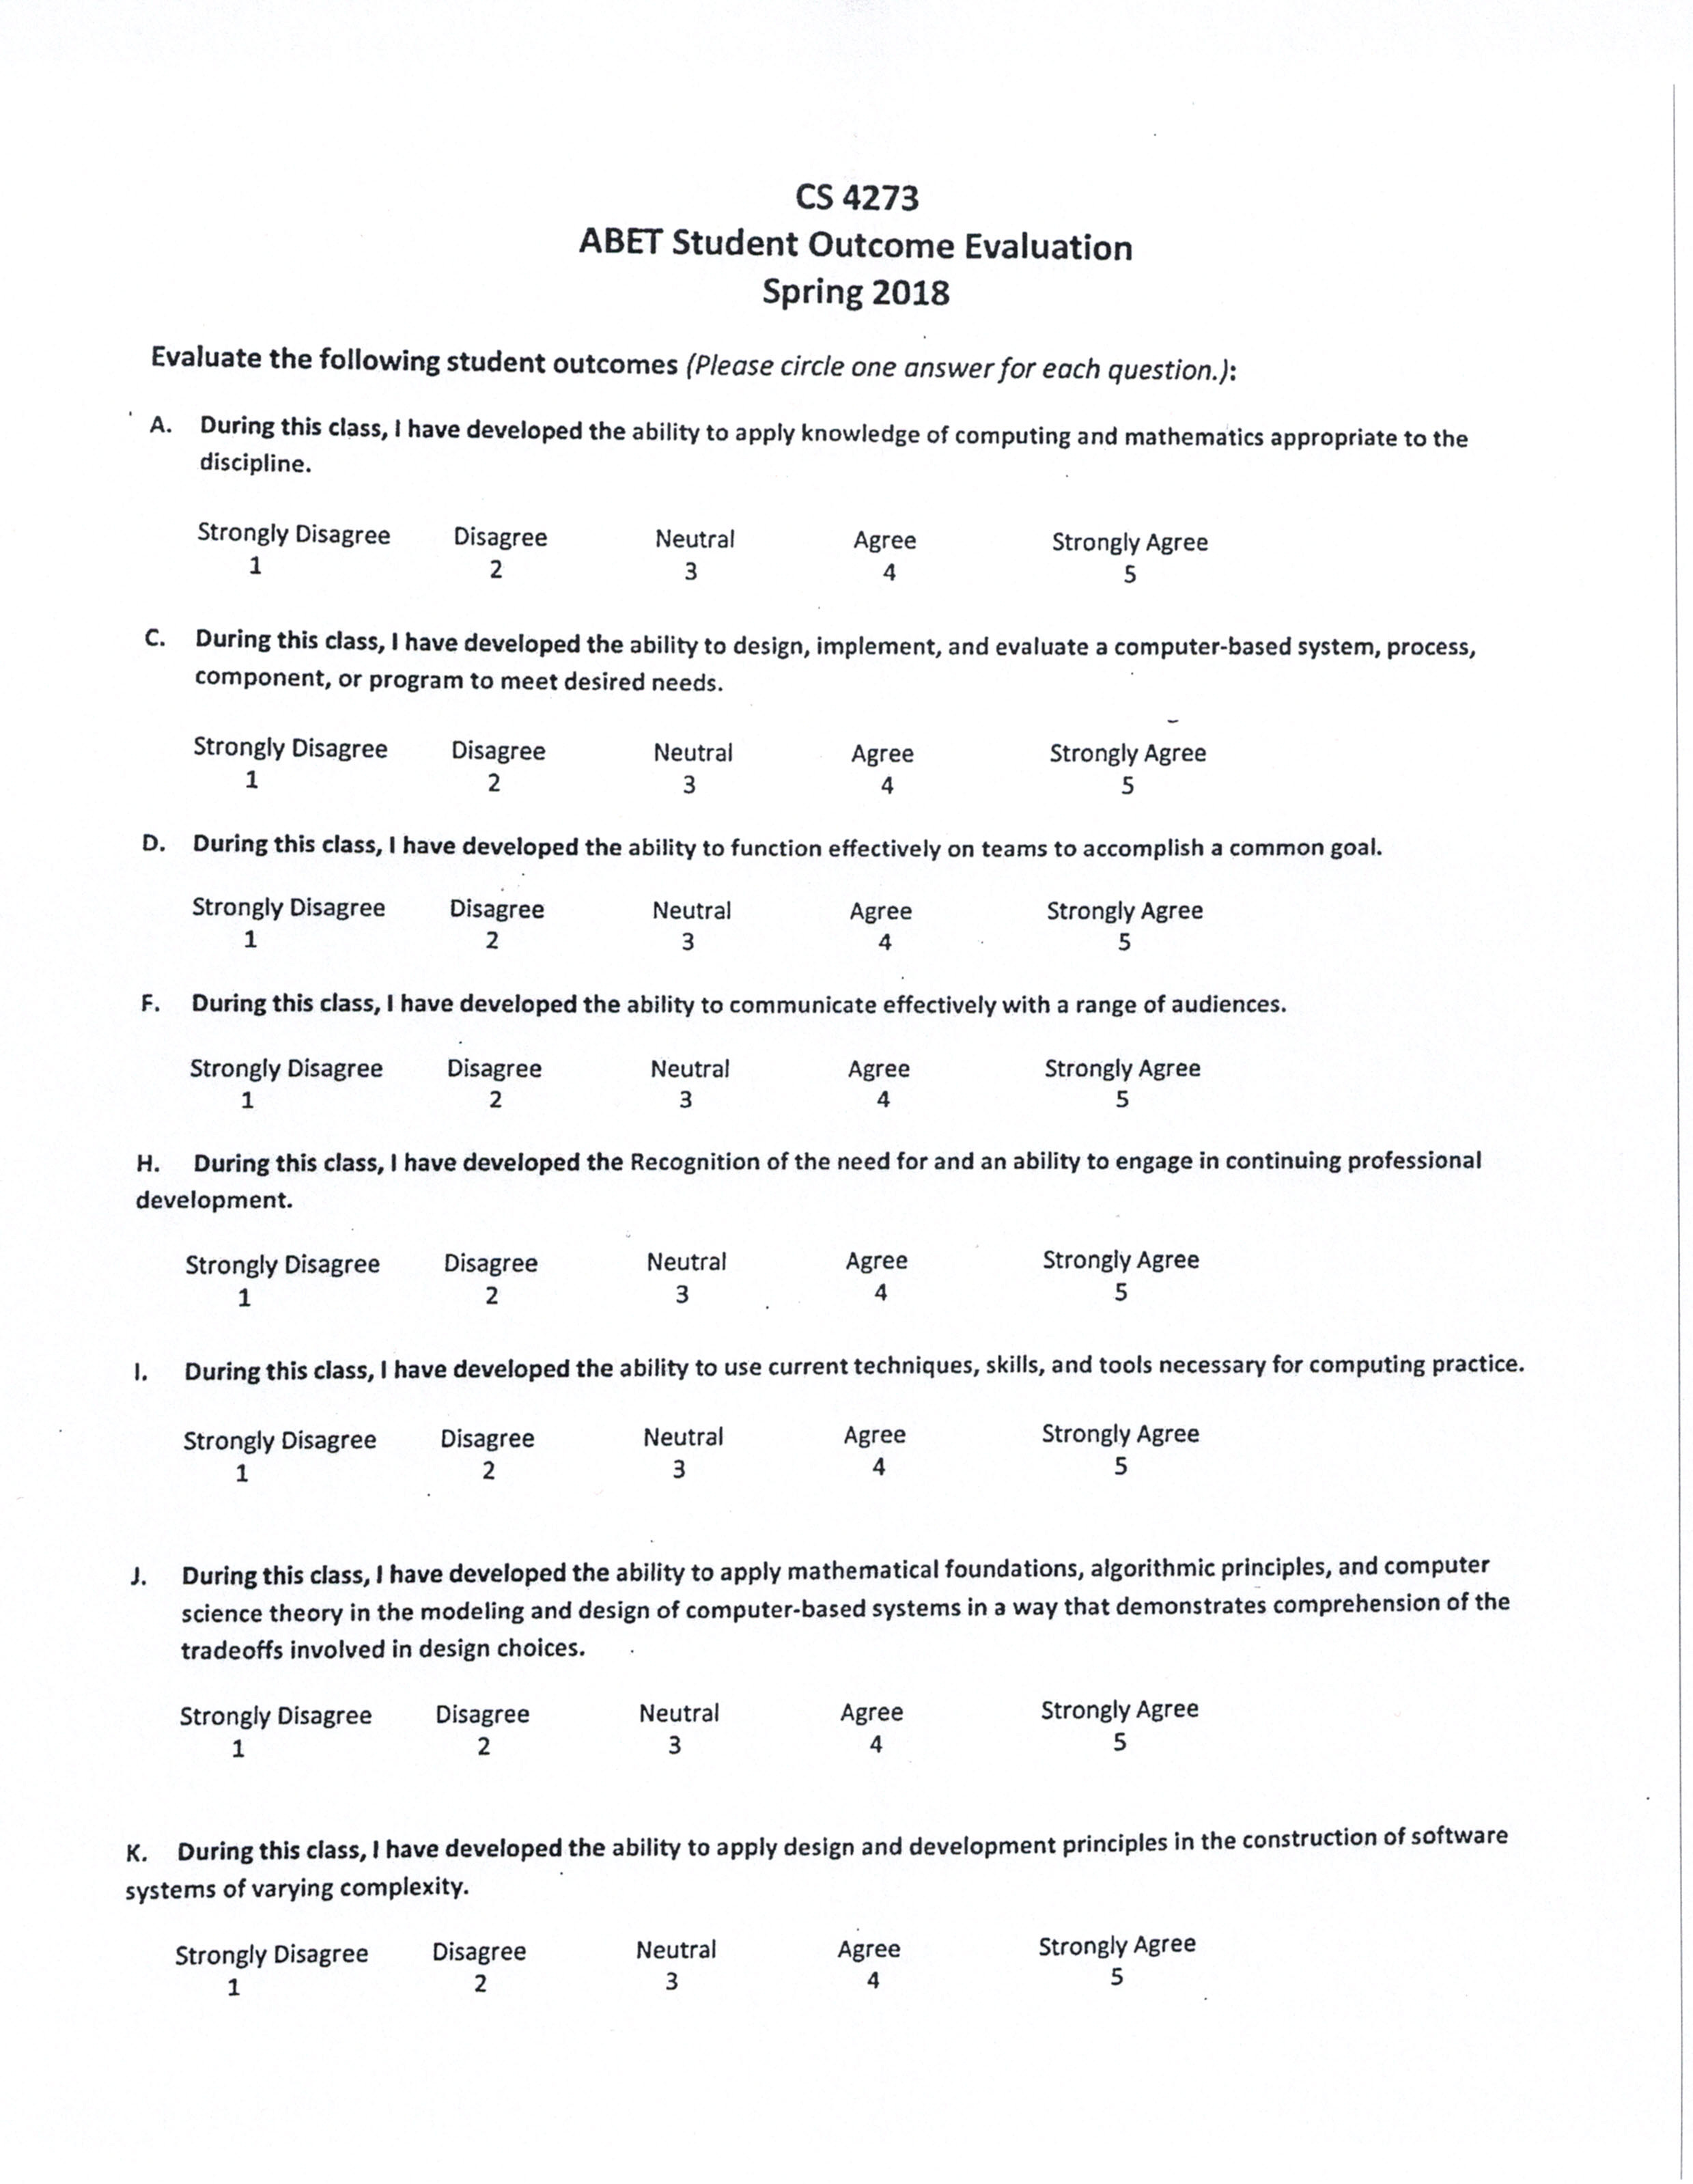 CS 4273
ABET Student Outcome Evaluation
Spring 2018
Evaluate the following student outcomes (Please circle one answer for each question.):
A. During this class, I have developed the ability to apply knowledge of computing and mathematics appropriate to the
discipline.
Strongly Disagree Disagree Neutral Agree Strongly Agree
1 2 3 4 5
C. During this class, I have developed the ability to design, implement, and evaluate a computer-based system, process,
component, or program to meet desired needs.
Strongly Disagree Disagree Neutral Agree Strongly Agree
1 2 3 4 5
D. During this class, I have developed the ability to function effectively on teams to accomplish a common goal.
Strongly Disagree Disagree Neutral Agree Strongly Agree
1 2 3 4 5
F. During this class, I have developed the ability to communicate effectively with a range of audiences.
Strongly Disagree Disagree Neutral Agree Strongly Agree
1 2 3 4 5
H. During this class, I have developed the Recognition of the need for and an ability to engage in continuing professional
development.
Strongly Disagree Disagree Neutral Agree Strongly Agree
1 2 3 4 5
I. During this class, I have developed the ability to use current techniques, skills, and tools necessary for computing practice.
Strongly Disagree Disagree Neutral Agree Strongly Agree
1 2 3 4 5
J. During this class, I have developed the ability to apply mathematical foundations, algorithmic principles, and computer
science theory in the modeling and design of computer-based systems in a way that demonstrates comprehension of the
tradeoffs involved in design choices.
Strongly Disagree Disagree Neutral Agree Strongly Agree
1 2 3 4 5
K. During this class, I have developed the ability to apply design and development principles in the construction of software
systems of varying complexity.
Strongly Disagree Disagree Neutral Agree Strongly Agree
1 2 3 4 5